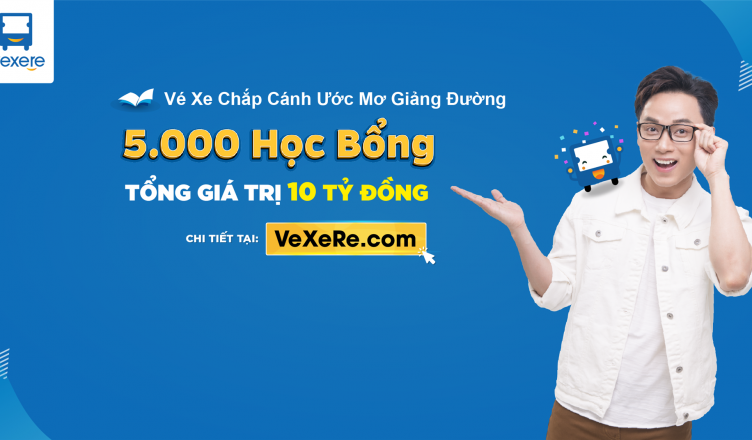 exere
Vé Xe Chắp Cánh Ước Mơ Giảng Đường
5.000 Học Bổng
TỔNG GIÁ TRỊ 10 TỶ ĐỒNG
CHI TIẾT TẠI: VeXeRe.com